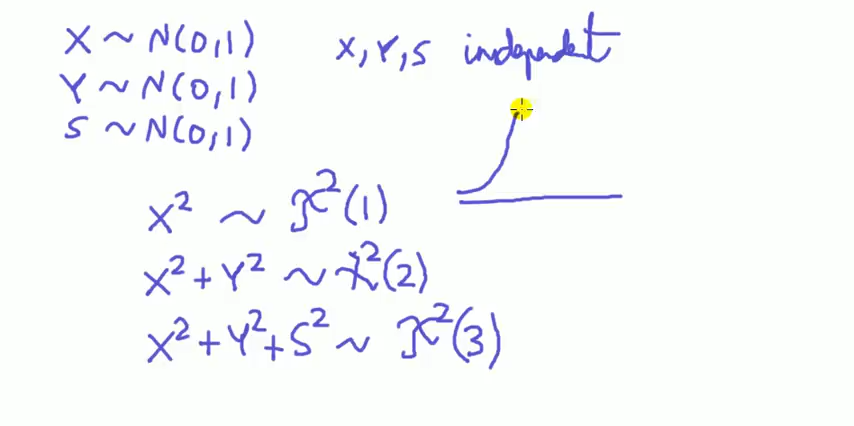 X ~ N(0,1)
X, Y, S independent
Y ~ N(0,1)
S ~ N(0,1)
X² ~ χ²(1)
X² + Y² ~ χ²(2)
X² + Y² + S² ~ χ²(3)